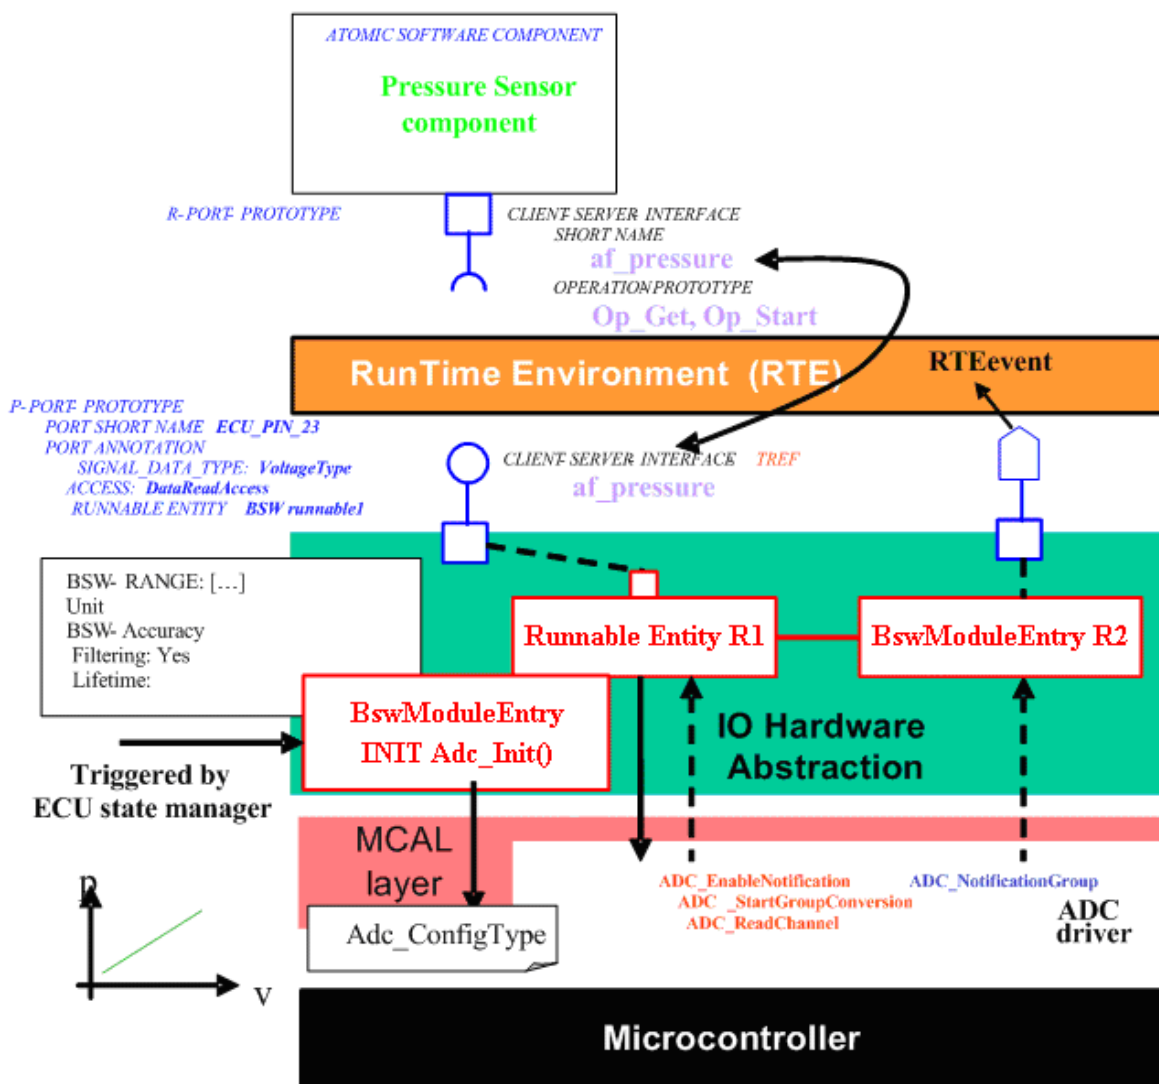 ATOMIC SOFTWARE COMPONENT
Pressure Sensor
component
R-PORT- PROTOTYPE
CLIENT-SERVER-INTERFACE
SHORT NAME
af_pressure
OPERATION-PROTOTYPE
Op_Get, Op_Start
RunTime Environment (RTE)
RTEevent
P-PORT- PROTOTYPE
PORT SHORT NAME ECU_PIN_23
PORT ANNOTATION
SIGNAL_DATA_TYPE: VoltageType
ACCESS: DataReadAccess
RUNNABLE ENTITY BSW runnable1
CLIENT-SERVER-INTERFACE TREF
af_pressure
BSW- RANGE: […]
Unit
BSW- Accuracy
Filtering: Yes
Lifetime:
Runnable Entity R1
BswModuleEntry R2
BswModuleEntry
INIT Adc_Init()
IO Hardware
Abstraction
Triggered by
ECU state manager
MCAL
layer
Adc_ConfigType
ADC_EnableNotification
ADC _StartGroupConversion
ADC_ReadChannel
ADC_NotificationGroup
ADC
driver
p
v
Microcontroller